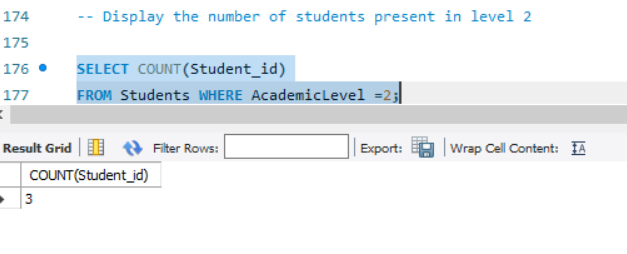 174 -- Display the number of students present in level 2
175
176 SELECT COUNT(Student_id)
177 FROM Students WHERE AcademicLevel =2;
Result Grid Filter Rows: Export: Wrap Cell Content: IA
COUNT(Student_id)
3